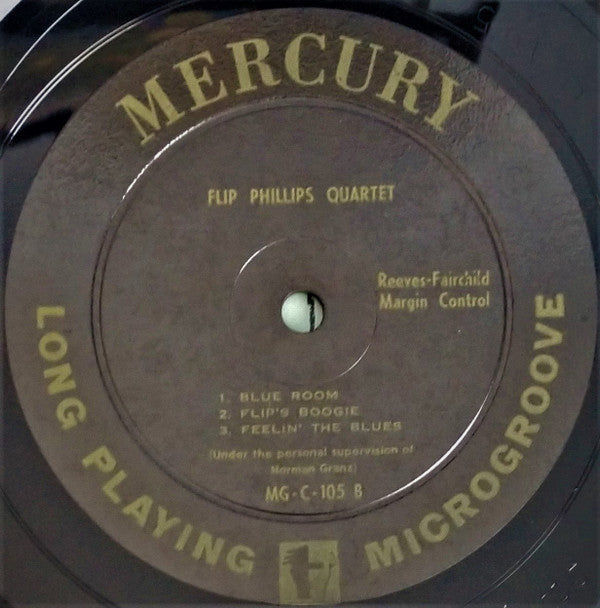 MERCURY
FLIP PHILLIPS QUARTET
Reeves-Fairchild
Margin Control
1. BLUE ROOM
2. FLIP'S BOOGIE
3. FEELIN' THE BLUES
(Under the personal supervision of
Norman Granz)
MG-C-105 B
LONG PLAYING MICROGROOVE